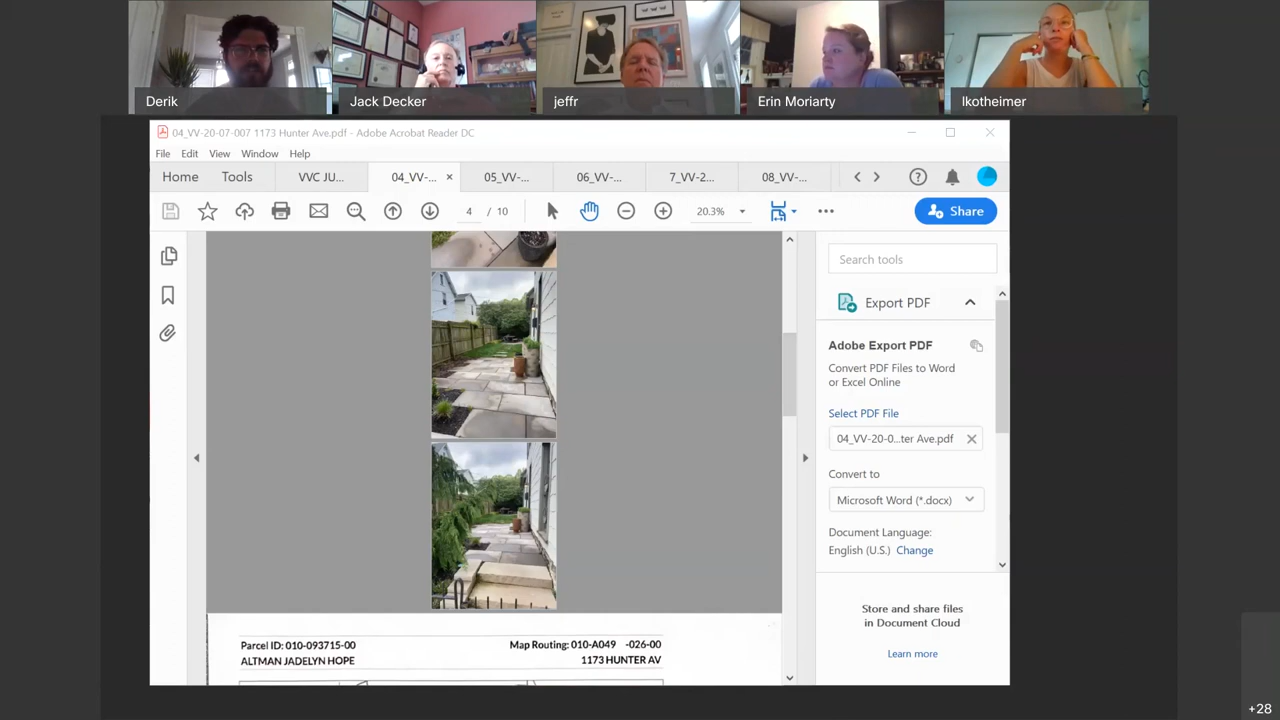 Derik
Jack Decker
jeffr
Erin Moriarty
lkotheimer
04_VV-20-07-007 1173 Hunter Ave.pdf - Adobe Acrobat Reader DC
File Edit View Window Help
Home Tools VVC JU... 04_VV-... 05_VV-... 06_VV-... 7_VV-2... 08_VV-...
4 / 10 20.3% Share
Search tools
Export PDF
Adobe Export PDF
Convert PDF Files to Word
or Excel Online
Select PDF File
04_VV-20-0...ter Ave.pdf
Convert to
Microsoft Word (*.docx)
Document Language:
English (U.S.) Change
Store and share files
in Document Cloud
Learn more
Parcel ID: 010-093715-00 Map Routing: 010-A049 -026-00
ALTMAN JADELYN HOPE 1173 HUNTER AV
+28